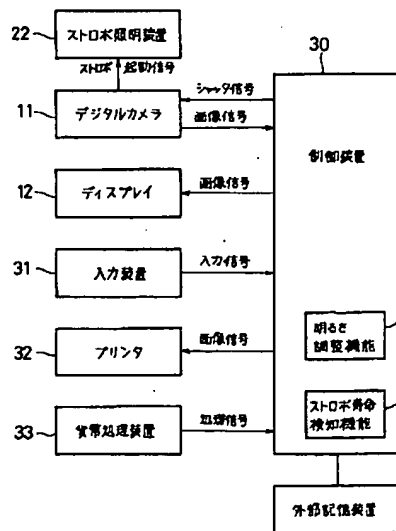 22
ストロボ照明装置
ストロボ 起動信号
30
11
デジタルカメラ
シャッタ信号
画像信号
制御装置
12
ディスプレイ
画像信号
31
入力装置
入力信号
32
プリンタ
画像信号
明るさ
調整機能
33
貨幣処理装置
処理信号
ストロボ寿命
検知機能
外部記憶装置